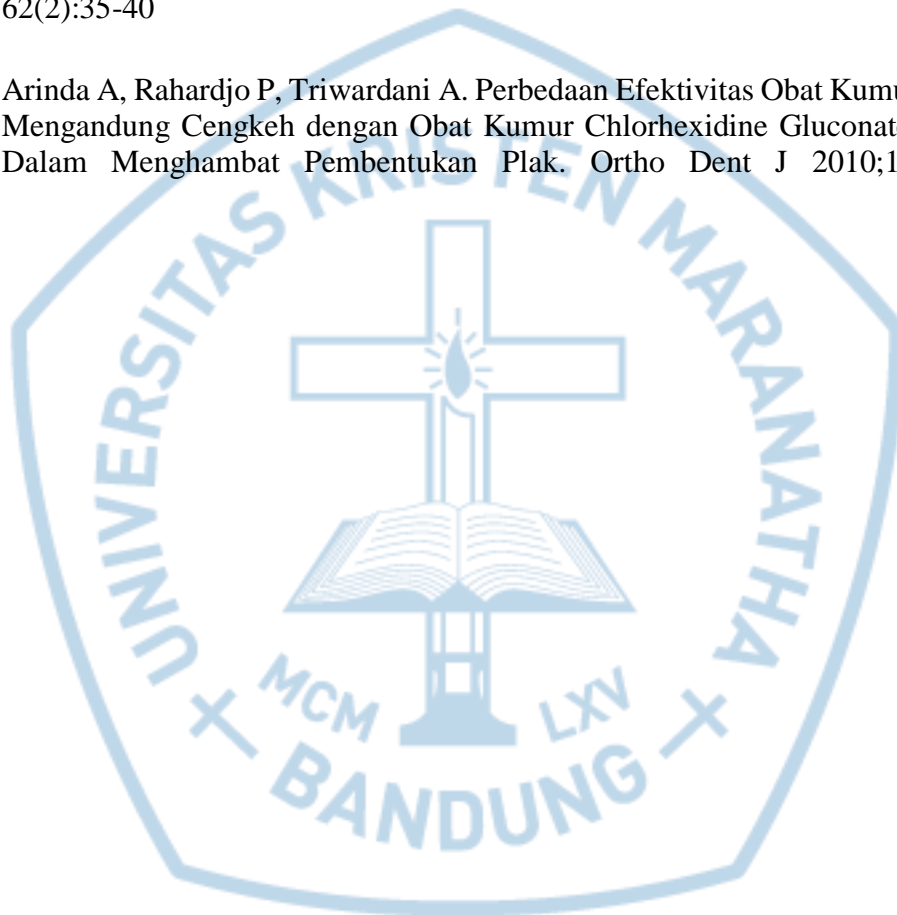 62(2):35-40
Arinda A, Rahardjo P, Triwardani A. Perbedaan Efektivitas Obat Kumu
Mengandung Cengkeh dengan Obat Kumur Chlorhexidine Gluconat
Dalam Menghambat Pembentukan Plak. Ortho Dent J 2010;1
UNIVERSITAS KRISTEN MARANATHA
MCM LXV
BANDUNG